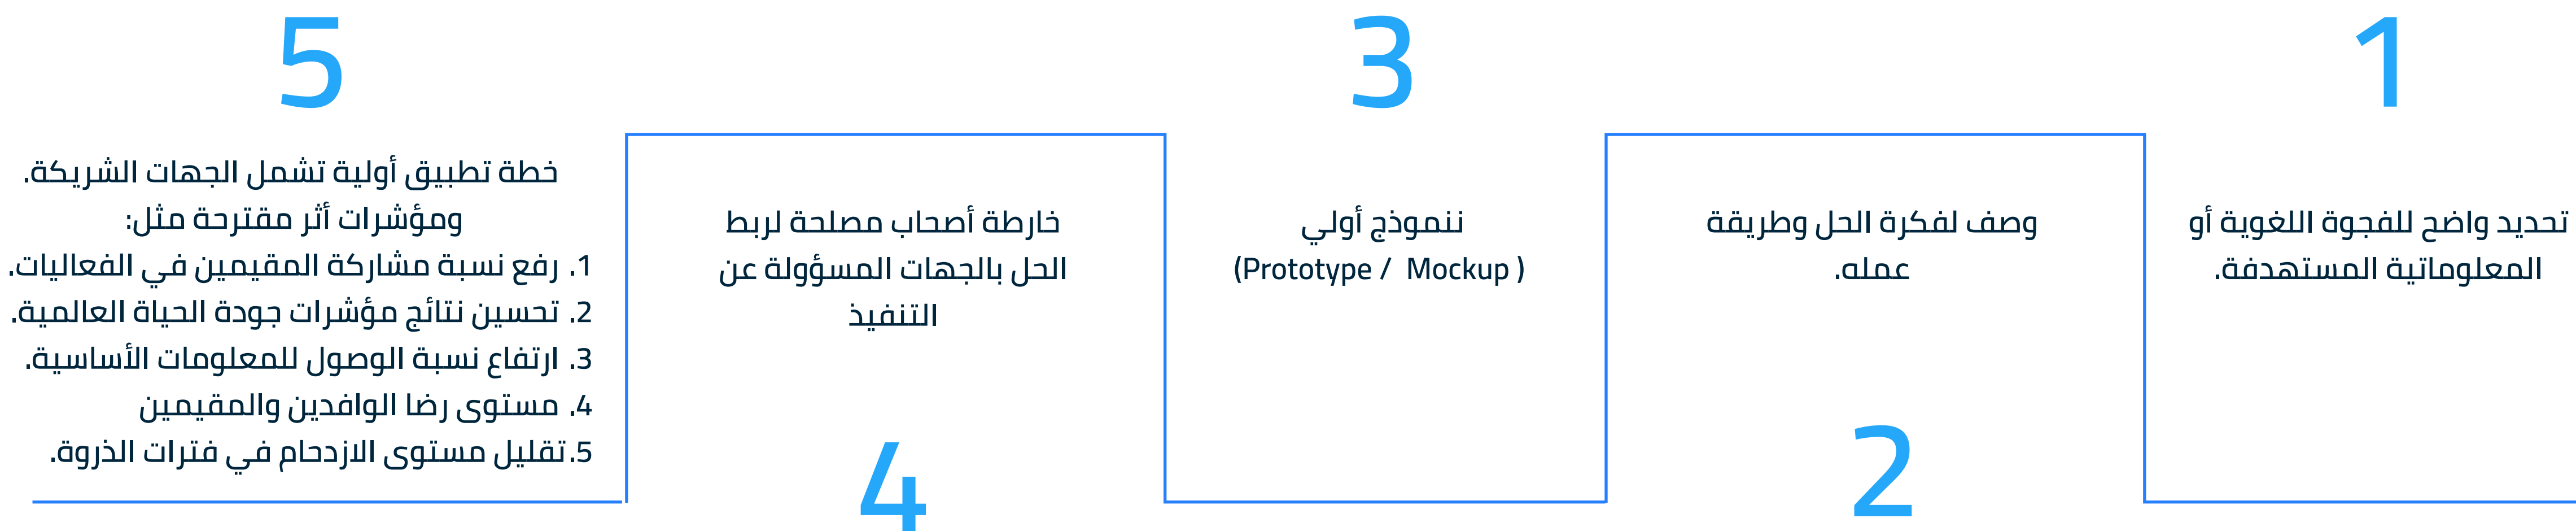 1
تحديد واضح للفجوة اللغوية أو
المعلوماتية المستهدفة.
2
وصف لفكرة الحل وطريقة
عمله.
3
ننموذج أولي
(Prototype / Mockup )
4
خارطة أصحاب مصلحة لربط
الحل بالجهات المسؤولة عن
التنفيذ
5
خطة تطبيق أولية تشمل الجهات الشريكة.
ومؤشرات أثر مقترحة مثل:
1. رفع نسبة مشاركة المقيمين في الفعاليات.
2. تحسين نتائج مؤشرات جودة الحياة العالمية.
3. ارتفاع نسبة الوصول للمعلومات الأساسية.
4. مستوى رضا الوافدين والمقيمين
5.تقليل مستوى الازدحام في فترات الذروة.